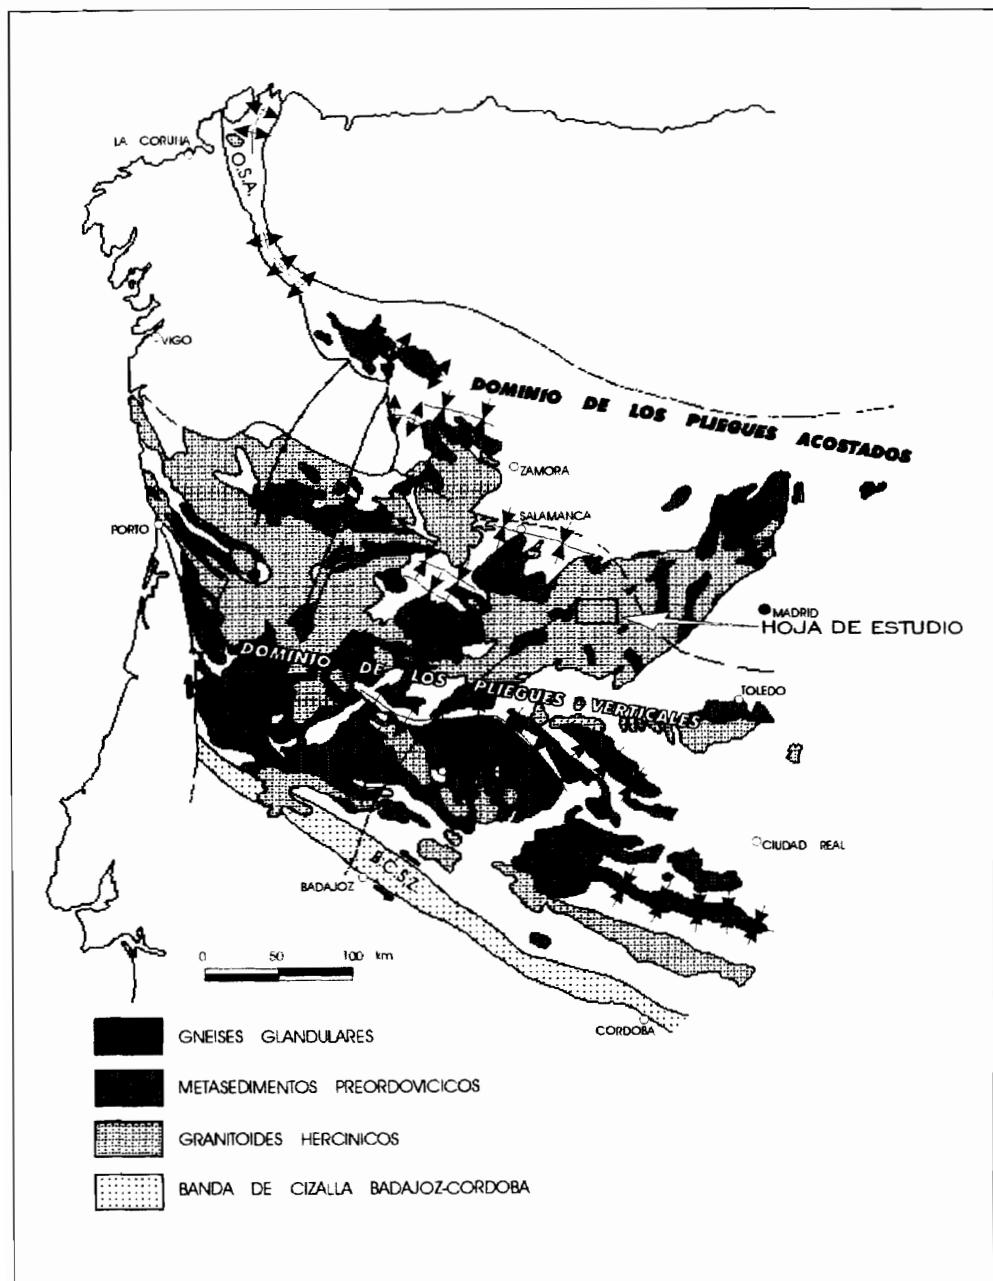 LA CORUÑA
O.S.A.
VIGO
DOMINIO DE LOS PLIEGUES ACOSTADOS
ZAMORA
SALAMANCA
PORTO
MADRID
HOJA DE ESTUDIO
DOMINIO DE LOS PLIEGUES VERTICALES
TOLEDO
CIUDAD REAL
B.C.S.Z.
BADAJOZ
0 50 100 km
CORDOBA
GNEISES GLANDULARES
METASEDIMENTOS PREORDOVICICOS
GRANITOIDES HERCINICOS
BANDA DE CIZALLA BADAJOZ-CORDOBA